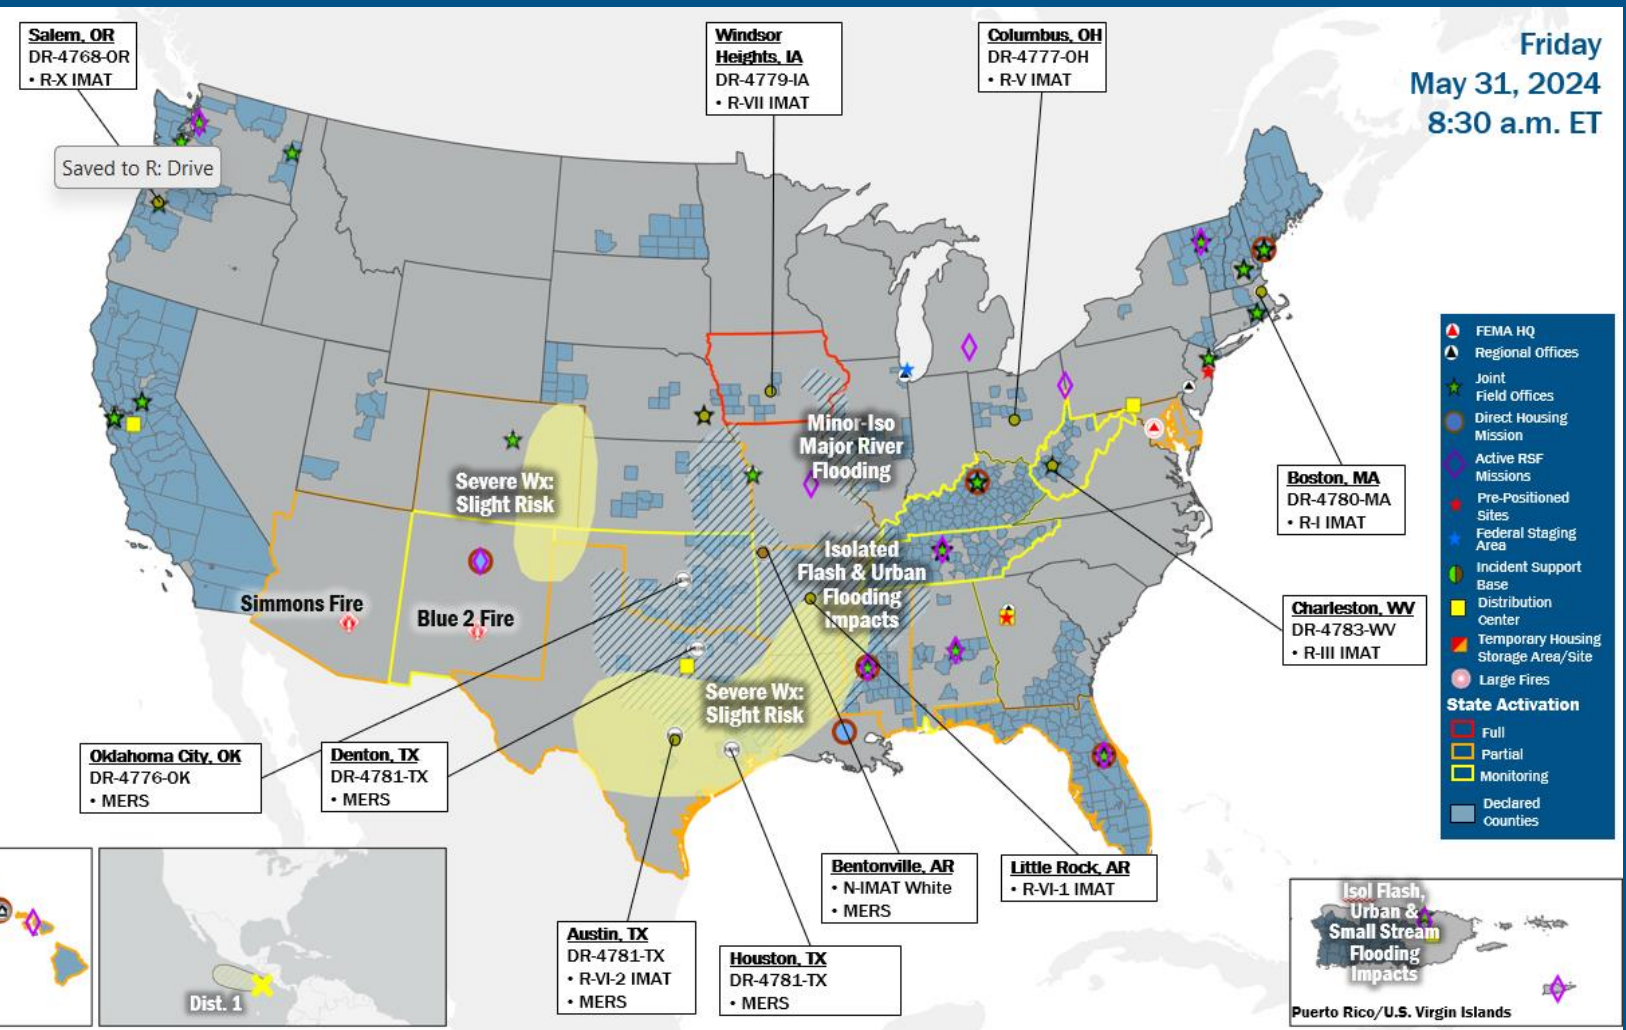 Friday
May 31, 2024
8:30 a.m. ET
Salem, OR
DR-4768-OR
• R-X IMAT
Saved to R: Drive
Windsor
Heights, IA
DR-4779-IA
• R-VII IMAT
Columbus, OH
DR-4777-OH
• R-V IMAT
Minor-Iso
Major River
Flooding
Severe Wx:
Slight Risk
Isolated
Flash & Urban
Flooding
impacts
Simmons Fire
Blue 2 Fire
Severe Wx:
Slight Risk
Boston, MA
DR-4780-MA
• R-I IMAT
Charleston, WV
DR-4783-WV
• R-III IMAT
Oklahoma City, OK
DR-4776-OK
• MERS
Denton, TX
DR-4781-TX
• MERS
Bentonville, AR
• N-IMAT White
• MERS
Little Rock, AR
• R-VI-1 IMAT
Austin, TX
DR-4781-TX
• R-VI-2 IMAT
• MERS
Houston, TX
DR-4781-TX
• MERS
Dist. 1
Isol Flash,
Urban &
Small Stream
Flooding
Impacts
Puerto Rico/U.S. Virgin Islands
FEMA HQ
Regional Offices
Joint
Field Offices
Direct Housing
Mission
Active RSF
Missions
Pre-Positioned
Sites
Federal Staging
Area
Incident Support
Base
Distribution
Center
Temporary Housing
Storage Area/Site
Large Fires
State Activation
Full
Partial
Monitoring
Declared
Counties